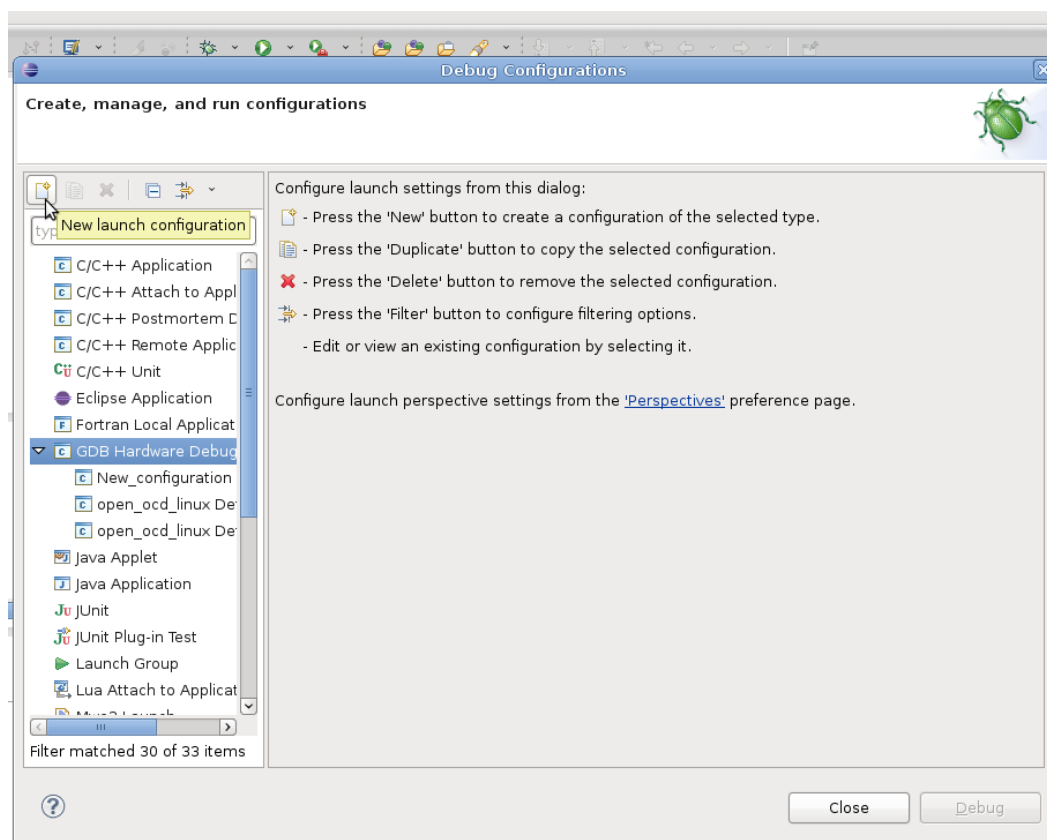 Debug Configurations
Create, manage, and run configurations
New launch configuration
typ
C/C++ Application
C/C++ Attach to Appl
C/C++ Postmortem D
C/C++ Remote Applic
C/C++ Unit
Eclipse Application
Fortran Local Applicat
GDB Hardware Debug
New_configuration
open_ocd_linux De
open_ocd_linux De
Java Applet
Java Application
Ju JUnit
JUnit Plug-in Test
Launch Group
Lua Attach to Applicat
Filter matched 30 of 33 items
Configure launch settings from this dialog:
- Press the 'New' button to create a configuration of the selected type.
- Press the 'Duplicate' button to copy the selected configuration.
- Press the 'Delete' button to remove the selected configuration.
- Press the 'Filter' button to configure filtering options.
- Edit or view an existing configuration by selecting it.
Configure launch perspective settings from the 'Perspectives' preference page.
Close
Debug